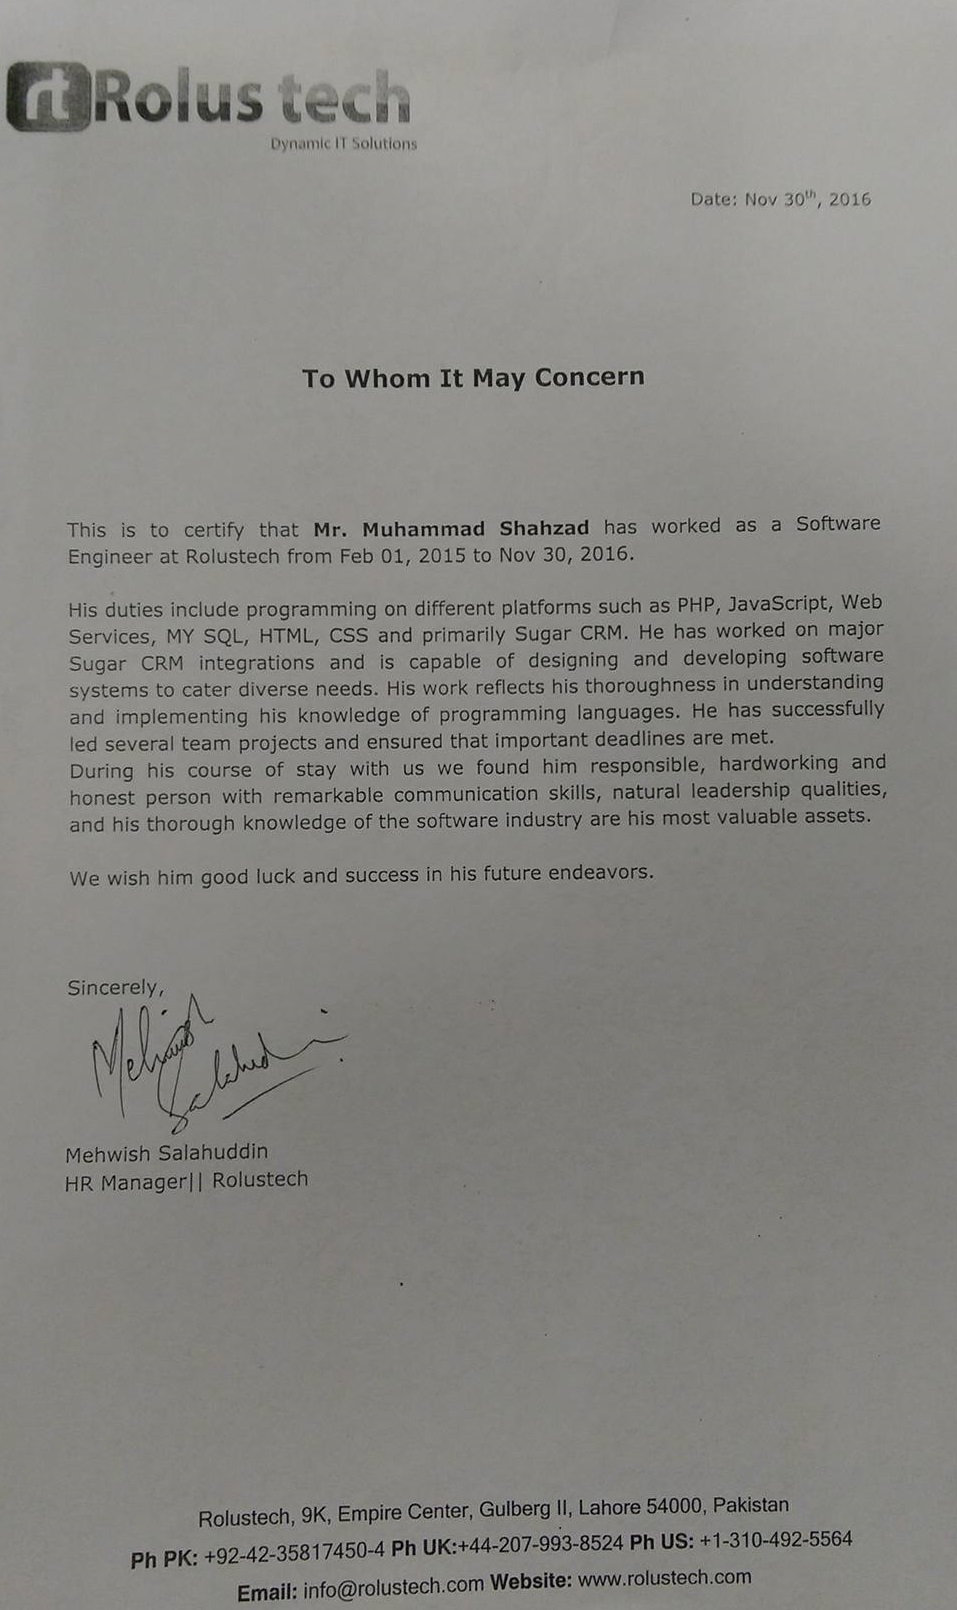 rt Rolus tech
Dynamic IT Solutions
Date: Nov 30th, 2016
To Whom It May Concern
This is to certify that Mr. Muhammad Shahzad has worked as a Software
Engineer at Rolustech from Feb 01, 2015 to Nov 30, 2016.
His duties include programming on different platforms such as PHP, JavaScript, Web
Services, MY SQL, HTML, CSS and primarily Sugar CRM. He has worked on major
Sugar CRM integrations and is capable of designing and developing software
systems to cater diverse needs. His work reflects his thoroughness in understanding
and implementing his knowledge of programming languages. He has successfully
led several team projects and ensured that important deadlines are met.
During his course of stay with us we found him responsible, hardworking and
honest person with remarkable communication skills, natural leadership qualities,
and his thorough knowledge of the software industry are his most valuable assets.
We wish him good luck and success in his future endeavors.
Sincerely,
Mehwish
Salahuddin
Mehwish Salahuddin
HR Manager|| Rolustech
Rolustech, 9K, Empire Center, Gulberg II, Lahore 54000, Pakistan
Ph PK: +92-42-35817450-4 Ph UK:+44-207-993-8524 Ph US: +1-310-492-5564
Email: info@rolustech.com Website: www.rolustech.com